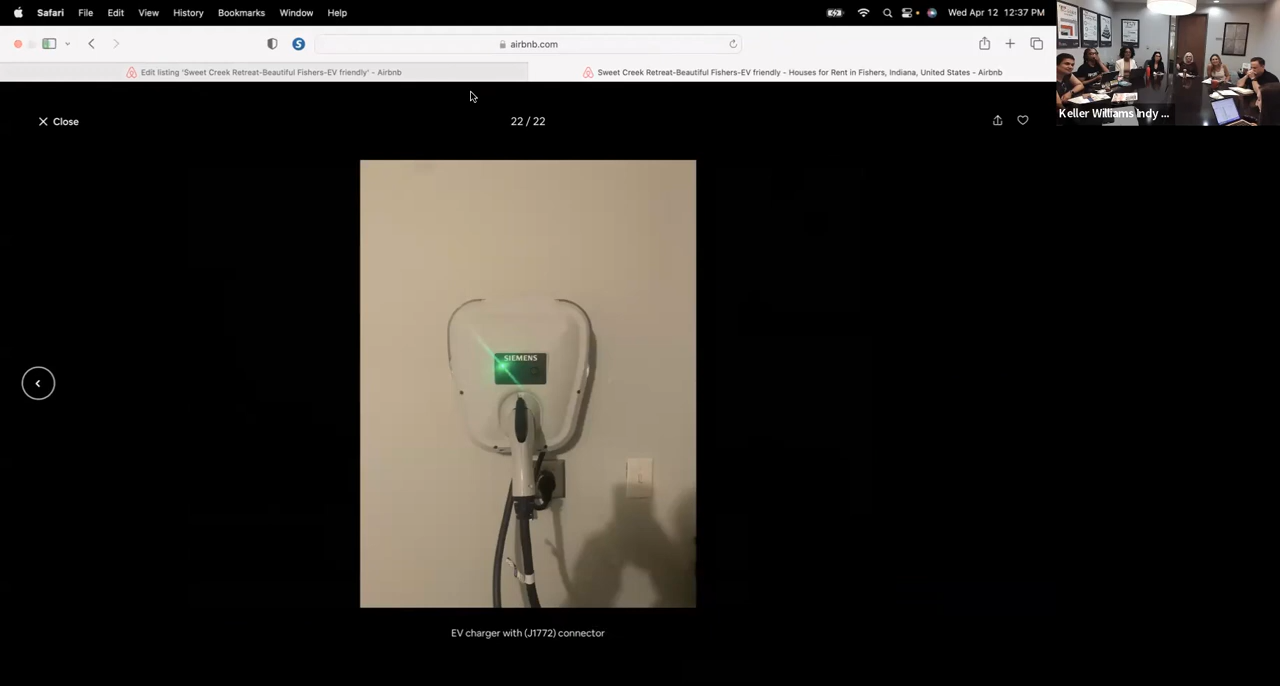 Safari File Edit View History Bookmarks Window Help Wed Apr 12 12:37 PM
airbnb.com
Edit listing 'Sweet Creek Retreat-Beautiful Fishers-EV friendly' - Airbnb
Sweet Creek Retreat-Beautiful Fishers-EV friendly - Houses for Rent in Fishers, Indiana, United States - Airbnb
Keller Williams Indy ...
Close
22 / 22
SIEMENS
EV charger with (J1772) connector